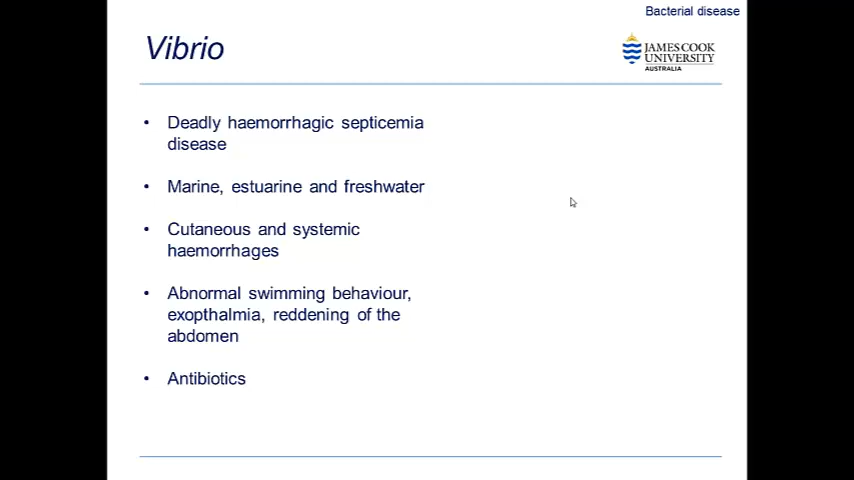 Bacterial disease
Vibrio
JAMES COOK
UNIVERSITY
AUSTRALIA
• Deadly haemorrhagic septicemia
disease
• Marine, estuarine and freshwater
• Cutaneous and systemic
haemorrhages
• Abnormal swimming behaviour,
exopthalmia, reddening of the
abdomen
• Antibiotics